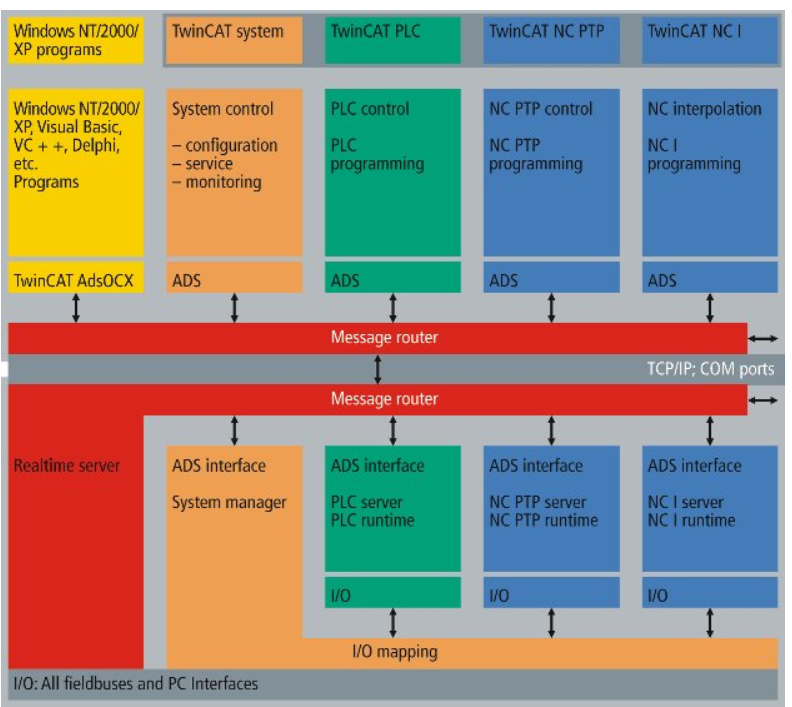 Windows NT/2000/
XP programs
TwinCAT system
TwinCAT PLC
TwinCAT NC PTP
TwinCAT NC I
Windows NT/2000/
XP, Visual Basic,
VC + +, Delphi,
etc.
Programs
System control
– configuration
– service
– monitoring
PLC control
PLC
programming
NC PTP control
NC PTP
programming
NC interpolation
NC I
programming
TwinCAT AdsOCX
ADS
ADS
ADS
ADS
Message router
TCP/IP; COM ports
Message router
Realtime server
ADS interface
System manager
ADS interface
PLC server
PLC runtime
ADS interface
NC PTP server
NC PTP runtime
ADS interface
NC I server
NC I runtime
I/O
I/O
I/O
I/O mapping
I/O: All fieldbuses and PC Interfaces